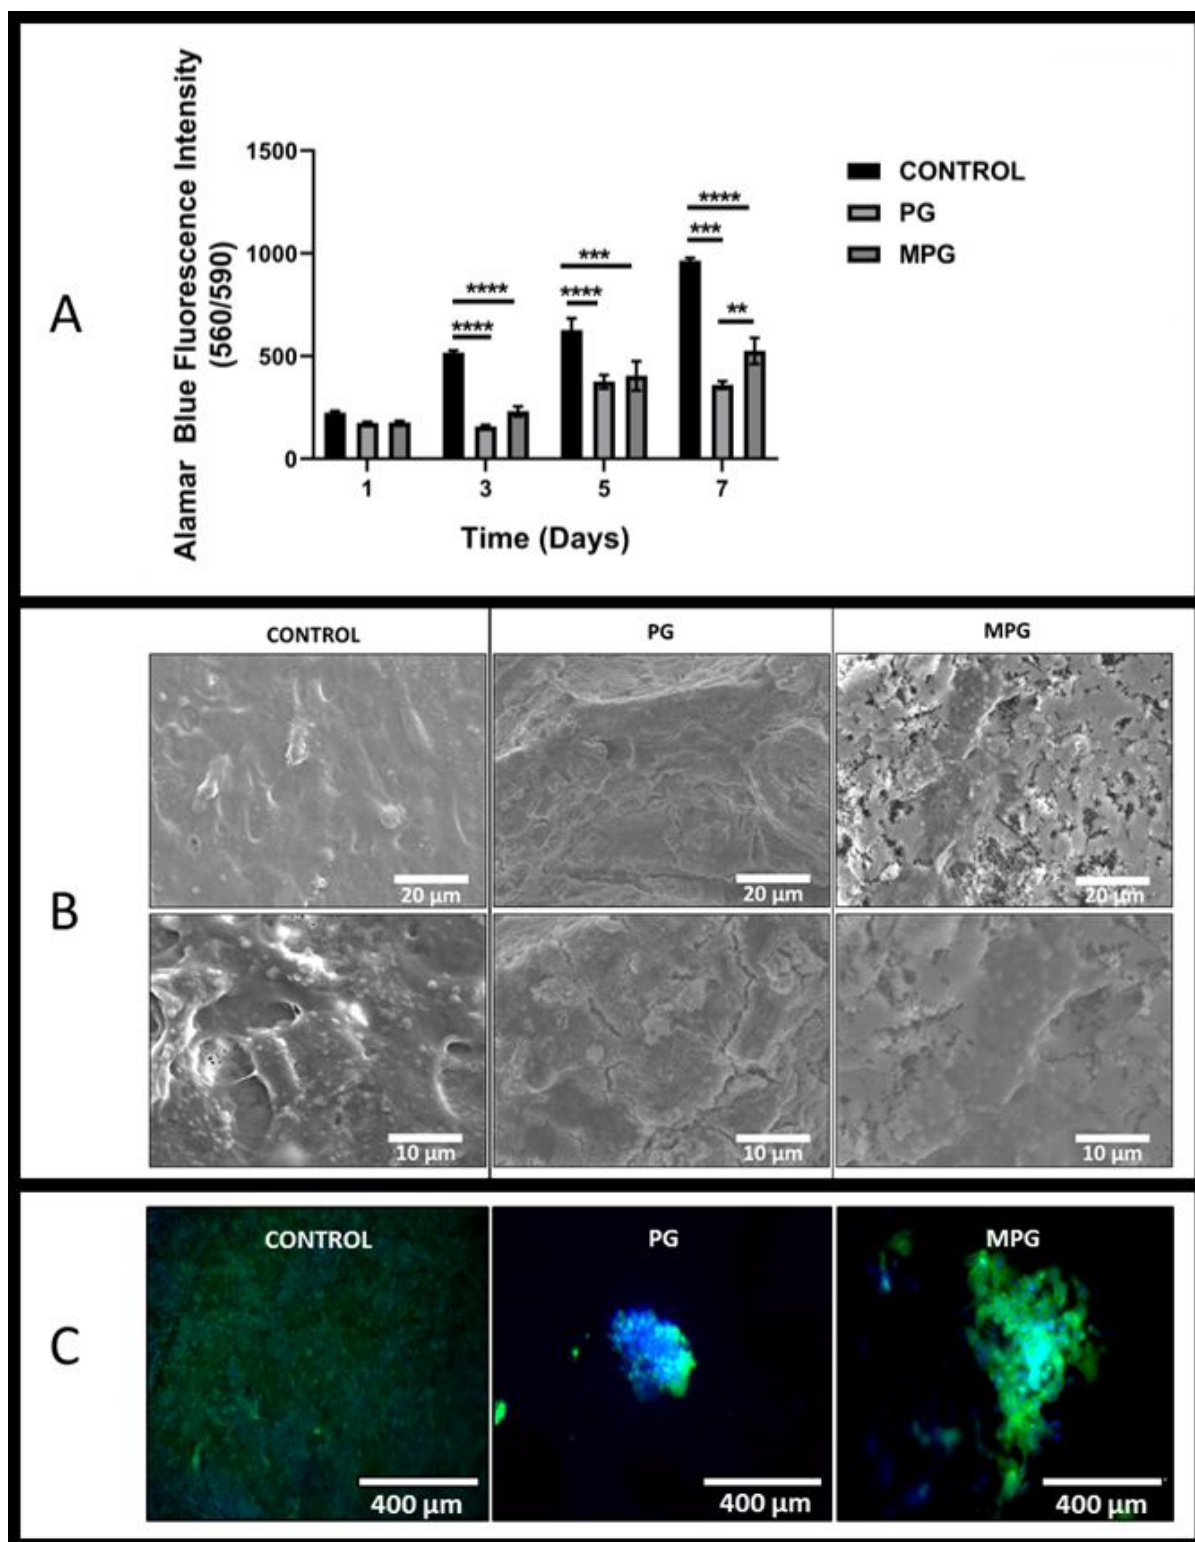 A
Alamar Blue Fluorescence Intensity
(560/590)
1500
1000
500
0
****
****
***
****
****
***
**
1
3
5
7
Time (Days)
CONTROL
PG
MPG
B
CONTROL
PG
MPG
20 µm
20 µm
20 µm
10 µm
10 µm
10 µm
C
CONTROL
PG
MPG
400 µm
400 µm
400 µm